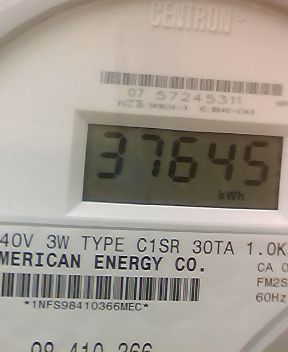 CENTRON
07 57245311
37645
kWh
40V 3W TYPE C1SR 30TA 1.0K
MERICAN ENERGY CO.
CA 0
FM2S
60Hz
*1NFS98410366MEC*
98 410 366